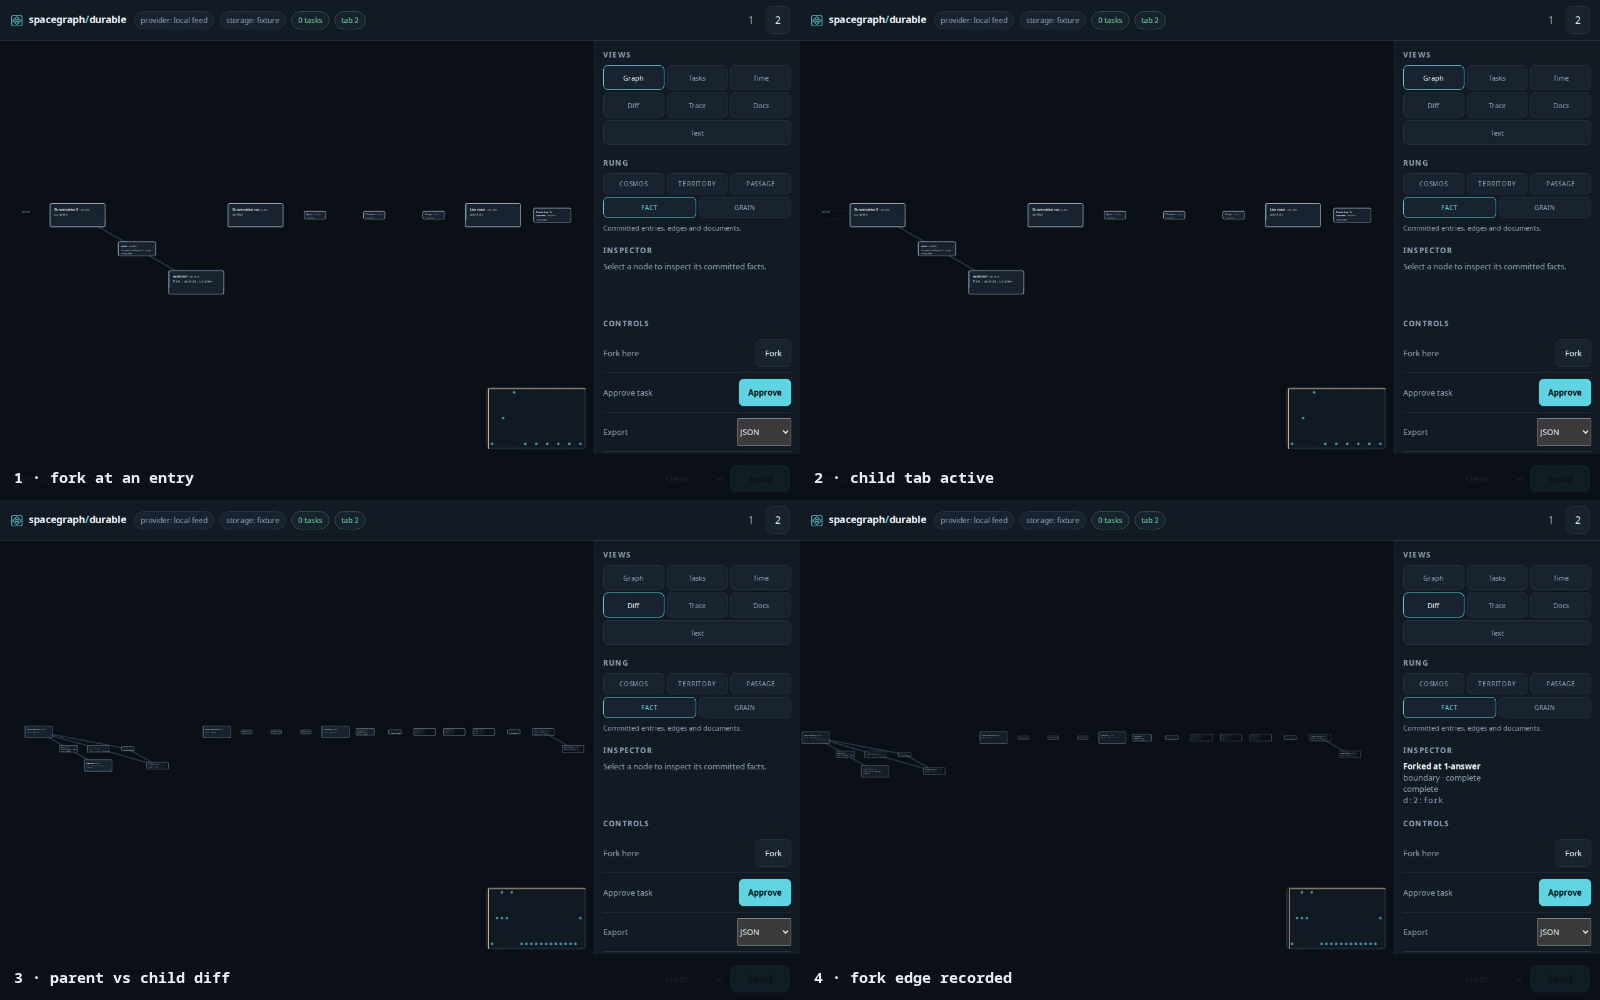 spacegraph/durable provider: local feed storage: fixture 0 tasks tab 2 1 2
VIEWS
Graph Tasks Time
Diff Trace Docs
Text
RUNG
COSMOS TERRITORY PASSAGE
FACT GRAIN
Committed entries, edges and documents.
INSPECTOR
Select a node to inspect its committed facts.
CONTROLS
Fork here Fork
Approve task Approve
Export JSON
steer Send
1 · fork at an entry
spacegraph/durable provider: local feed storage: fixture 0 tasks tab 2 1 2
VIEWS
Graph Tasks Time
Diff Trace Docs
Text
RUNG
COSMOS TERRITORY PASSAGE
FACT GRAIN
Committed entries, edges and documents.
INSPECTOR
Select a node to inspect its committed facts.
CONTROLS
Fork here Fork
Approve task Approve
Export JSON
steer Send
2 · child tab active
spacegraph/durable provider: local feed storage: fixture 0 tasks tab 2 1 2
VIEWS
Graph Tasks Time
Diff Trace Docs
Text
RUNG
COSMOS TERRITORY PASSAGE
FACT GRAIN
Committed entries, edges and documents.
INSPECTOR
Select a node to inspect its committed facts.
CONTROLS
Fork here Fork
Approve task Approve
Export JSON
steer Send
3 · parent vs child diff
spacegraph/durable provider: local feed storage: fixture 0 tasks tab 2 1 2
VIEWS
Graph Tasks Time
Diff Trace Docs
Text
RUNG
COSMOS TERRITORY PASSAGE
FACT GRAIN
Committed entries, edges and documents.
INSPECTOR
Forked at 1-answer
boundary · complete
complete
d:2:fork
CONTROLS
Fork here Fork
Approve task Approve
Export JSON
steer Send
4 · fork edge recorded